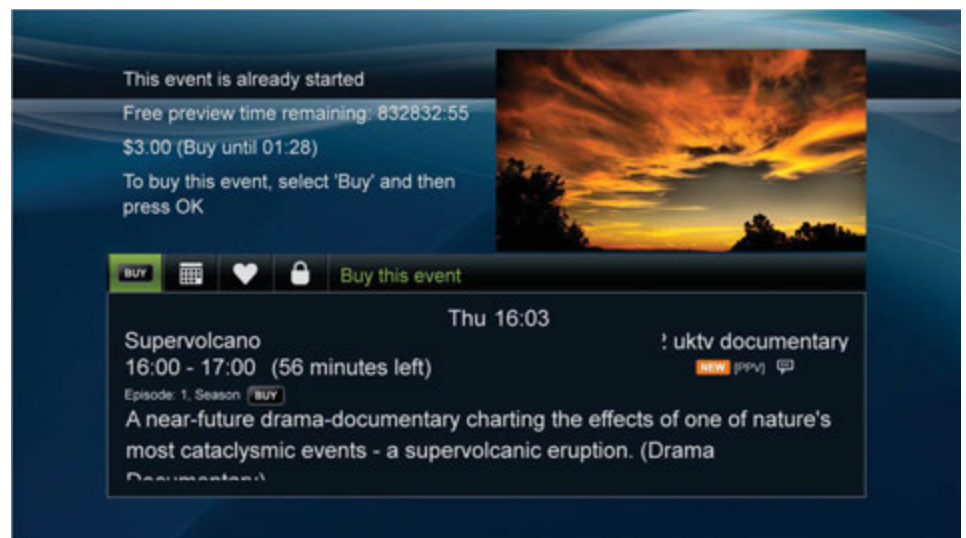 This event is already started
Free preview time remaining: 832832:55
$3.00 (Buy until 01:28)
To buy this event, select 'Buy' and then
press OK
BUY Buy this event
Thu 16:03
Supervolcano uktv documentary
16:00 - 17:00 (56 minutes left) NEW [PPV]
Episode: 1, Season BUY
A near-future drama-documentary charting the effects of one of nature's
most cataclysmic events - a supervolcanic eruption. (Drama
Documentary)